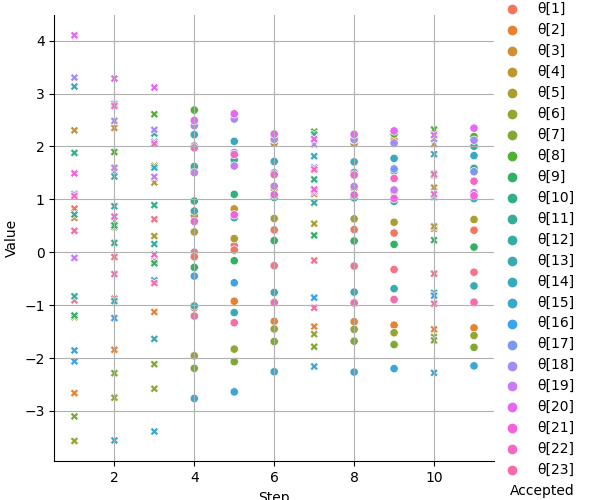 4
3
2
1
0
−1
−2
−3
Value
2
4
6
8
10
Step
θ[1]
θ[2]
θ[3]
θ[4]
θ[5]
θ[6]
θ[7]
θ[8]
θ[9]
θ[10]
θ[11]
θ[12]
θ[13]
θ[14]
θ[15]
θ[16]
θ[17]
θ[18]
θ[19]
θ[20]
θ[21]
θ[22]
θ[23]
Accepted